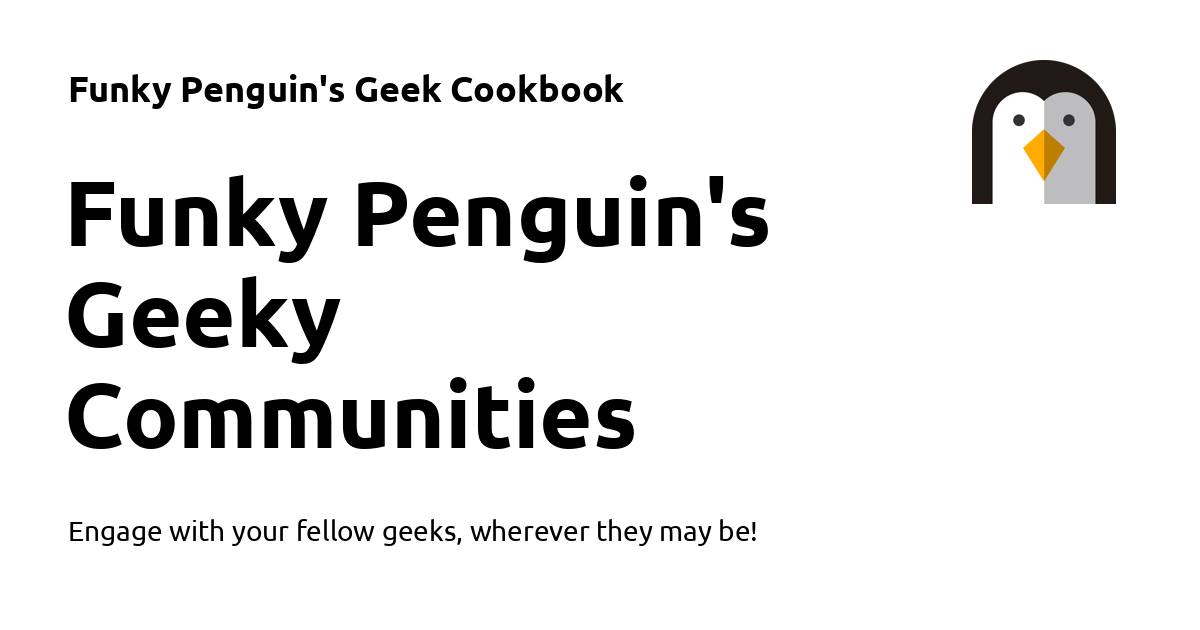 Funky Penguin's Geek Cookbook
Funky Penguin's
Geeky
Communities
Engage with your fellow geeks, wherever they may be!